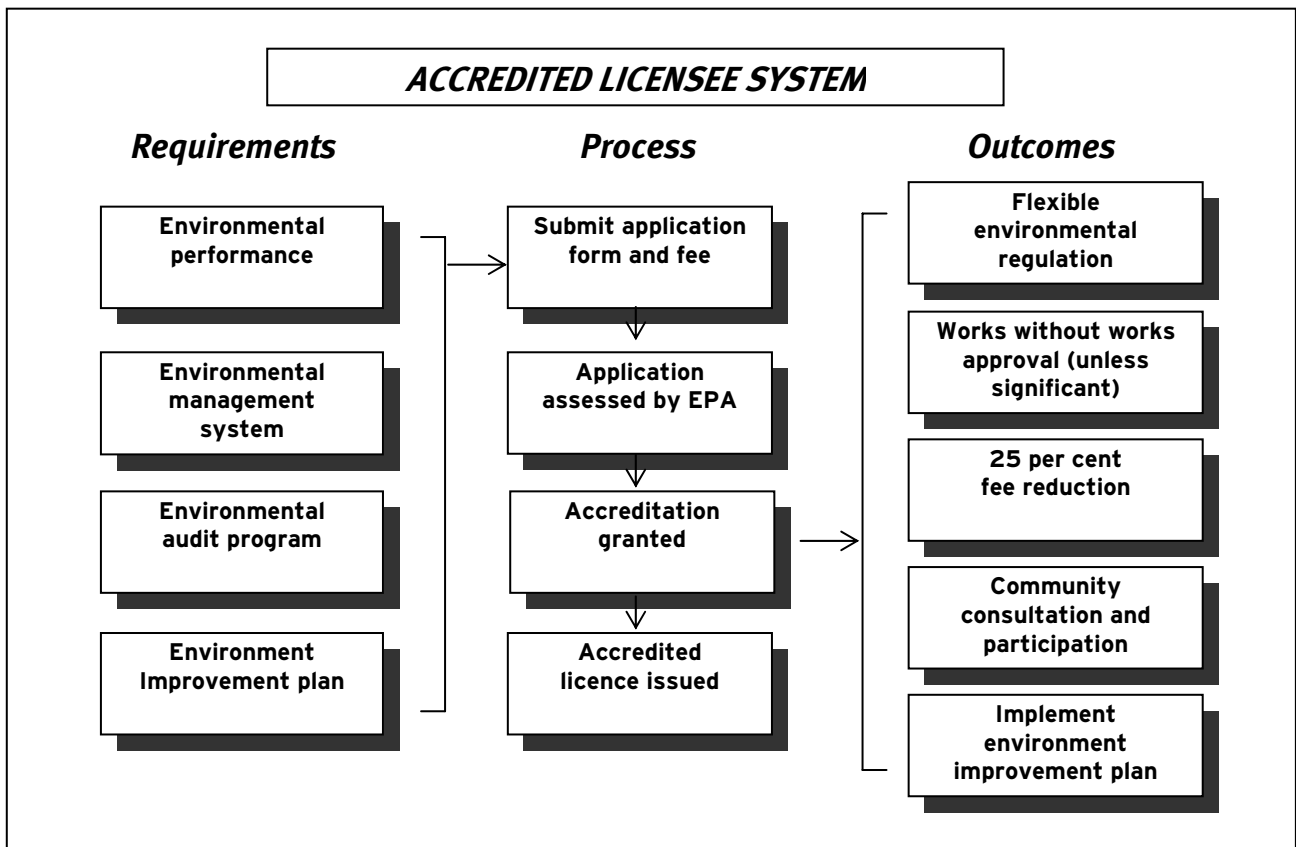 ACCREDITED LICENSEE SYSTEM
Requirements
Environmental
performance
Environmental
management
system
Environmental
audit program
Environment
Improvement plan
Process
Submit application
form and fee
Application
assessed by EPA
Accreditation
granted
Accredited
licence issued
Outcomes
Flexible
environmental
regulation
Works without works
approval (unless
significant)
25 per cent
fee reduction
Community
consultation and
participation
Implement
environment
improvement plan